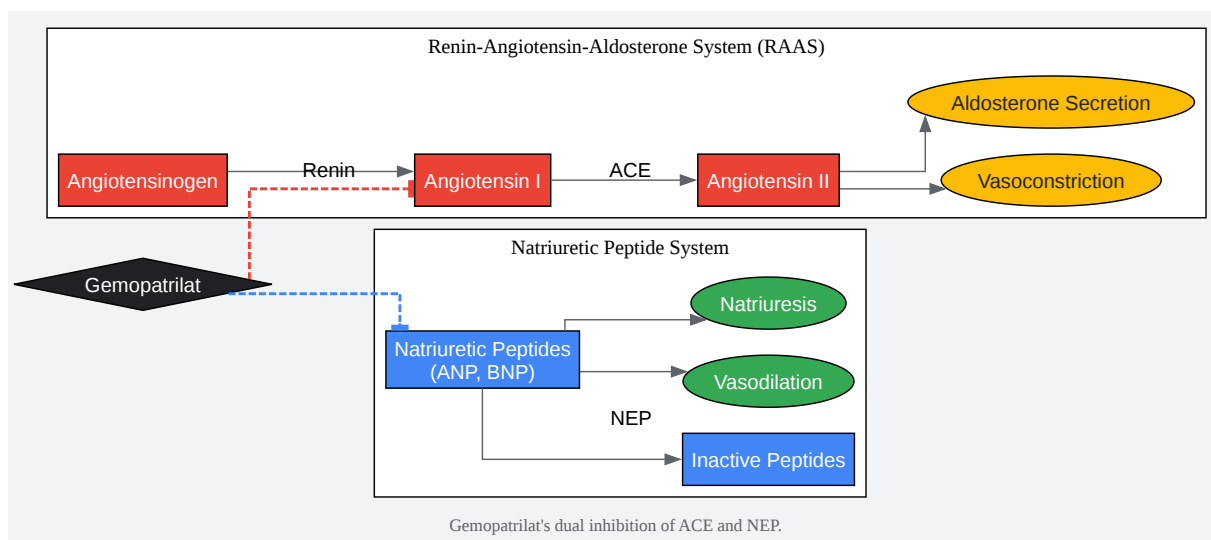 Renin-Angiotensin-Aldosterone System (RAAS)
Aldosterone Secretion
Angiotensinogen
Renin
Angiotensin I
ACE
Angiotensin II
Vasoconstriction
Natriuretic Peptide System
Gemopatrilat
Natriuresis
Natriuretic Peptides
(ANP, BNP)
Vasodilation
NEP
Inactive Peptides
Gemopatrilat's dual inhibition of ACE and NEP.